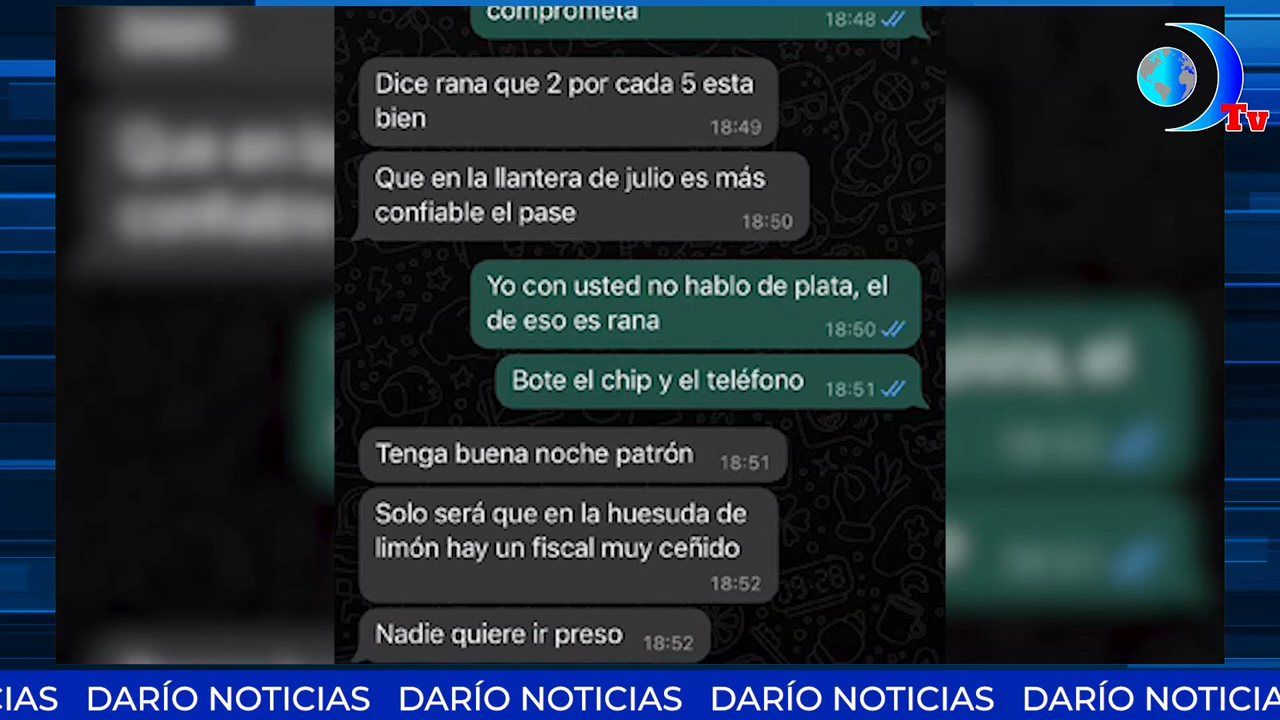 comprometa
18:48
Dice rana que 2 por cada 5 esta
bien
18:49
Que en la llantera de julio es más
confiable el pase
18:50
Yo con usted no hablo de plata, el
de eso es rana
18:50
Bote el chip y el teléfono
18:51
Tenga buena noche patrón
18:51
Solo será que en la huesuda de
limón hay un fiscal muy ceñido
18:52
Nadie quiere ir preso
18:52
Tv
CIAS DARÍO NOTICIAS DARÍO NOTICIAS DARÍO NOTICIAS DARÍO NOTICIA